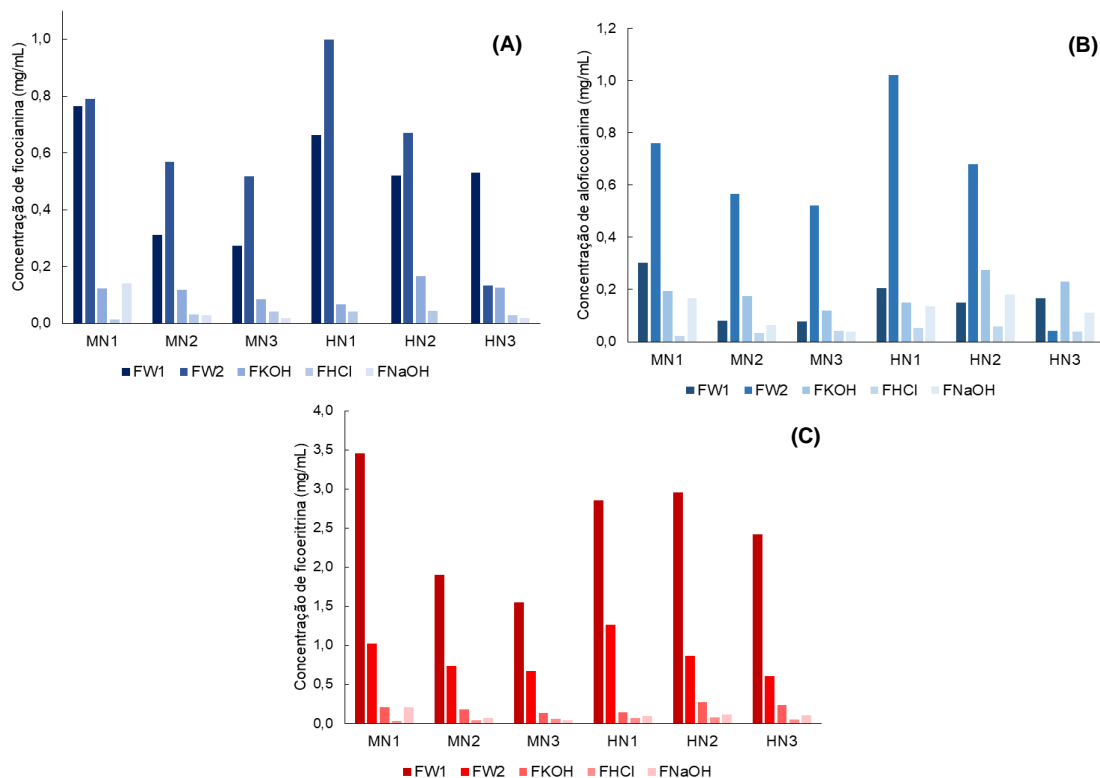 (A)
Concentração de ficocianina (mg/mL)
1,0
0,8
0,6
0,4
0,2
0,0
MN1 MN2 MN3 HN1 HN2 HN3
FW1 FW2 FKOH FHCl FNaOH
(B)
Concentração de aloficocianina (mg/mL)
1,2
1,0
0,8
0,6
0,4
0,2
0,0
MN1 MN2 MN3 HN1 HN2 HN3
FW1 FW2 FKOH FHCl FNaOH
(C)
Concentração de ficoeritrina (mg/mL)
4,0
3,5
3,0
2,5
2,0
1,5
1,0
0,5
0,0
MN1 MN2 MN3 HN1 HN2 HN3
FW1 FW2 FKOH FHCl FNaOH